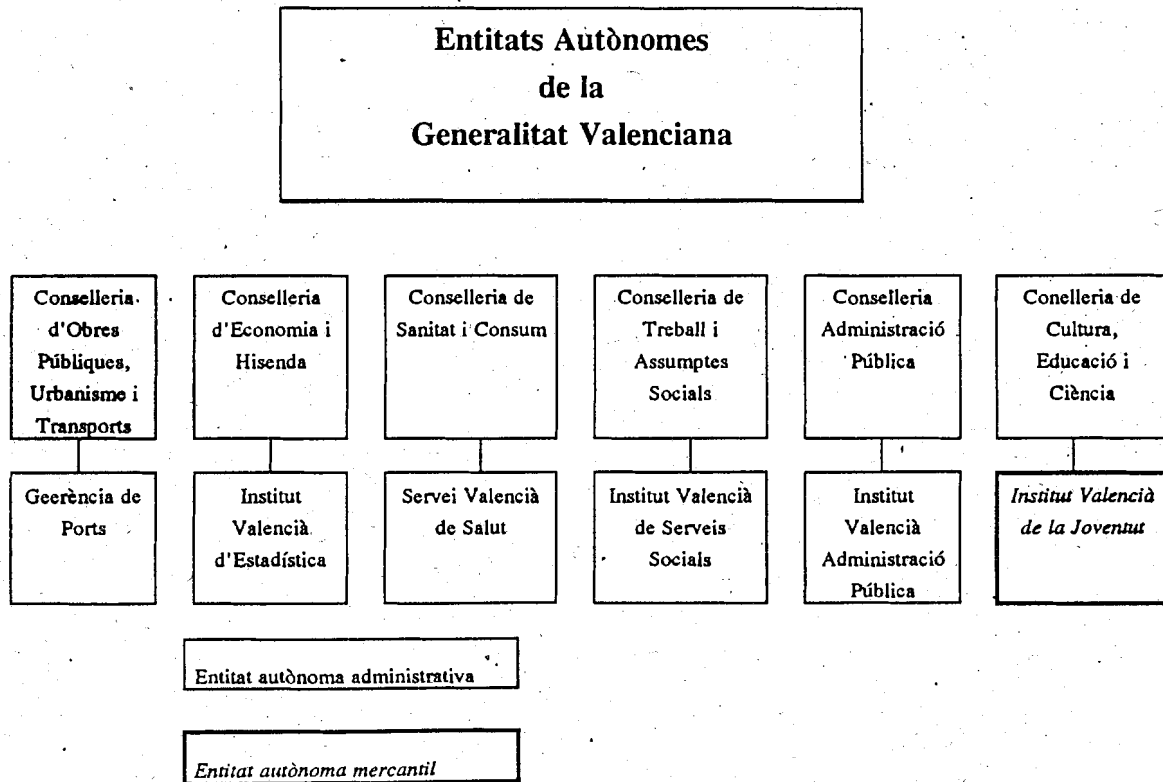 Entitats Autònomes
de la
Generalitat Valenciana
Conselleria
d'Obres
Públiques,
Urbanisme i
Transports
Conselleria
d'Economia i
Hisenda
Conselleria de
Sanitat i Consum
Conselleria de
Treball i
Assumptes
Socials
Conselleria
Administració
Pública
Conelleria de
Cultura,
Educació i
Ciència
Geerència de
Ports
Institut
Valencià
d'Estadística
Servei Valencià
de Salut
Institut Valencià
de Serveis
Socials
Institut
Valencià
Administració
Pública
Institut Valencià
de la Joventut
Entitat autònoma administrativa
Entitat autònoma mercantil